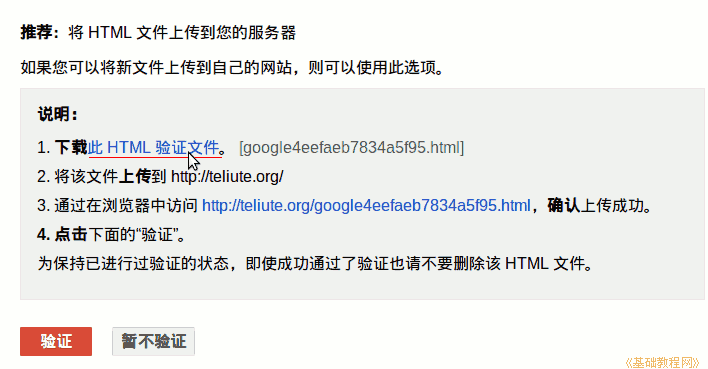 推荐：将 HTML 文件上传到您的服务器
如果您可以将新文件上传到自己的网站，则可以使用此选项。
说明：
1. 下载此 HTML 验证文件。 [google4eefaeb7834a5f95.html]
2. 将该文件上传到 http://teliute.org/
3. 通过在浏览器中访问 http://teliute.org/google4eefaeb7834a5f95.html，确认上传成功。
4. 点击下面的“验证”。
为保持已进行过验证的状态，即使成功通过了验证也请不要删除该 HTML 文件。
验证 暂不验证
《基础教程网》